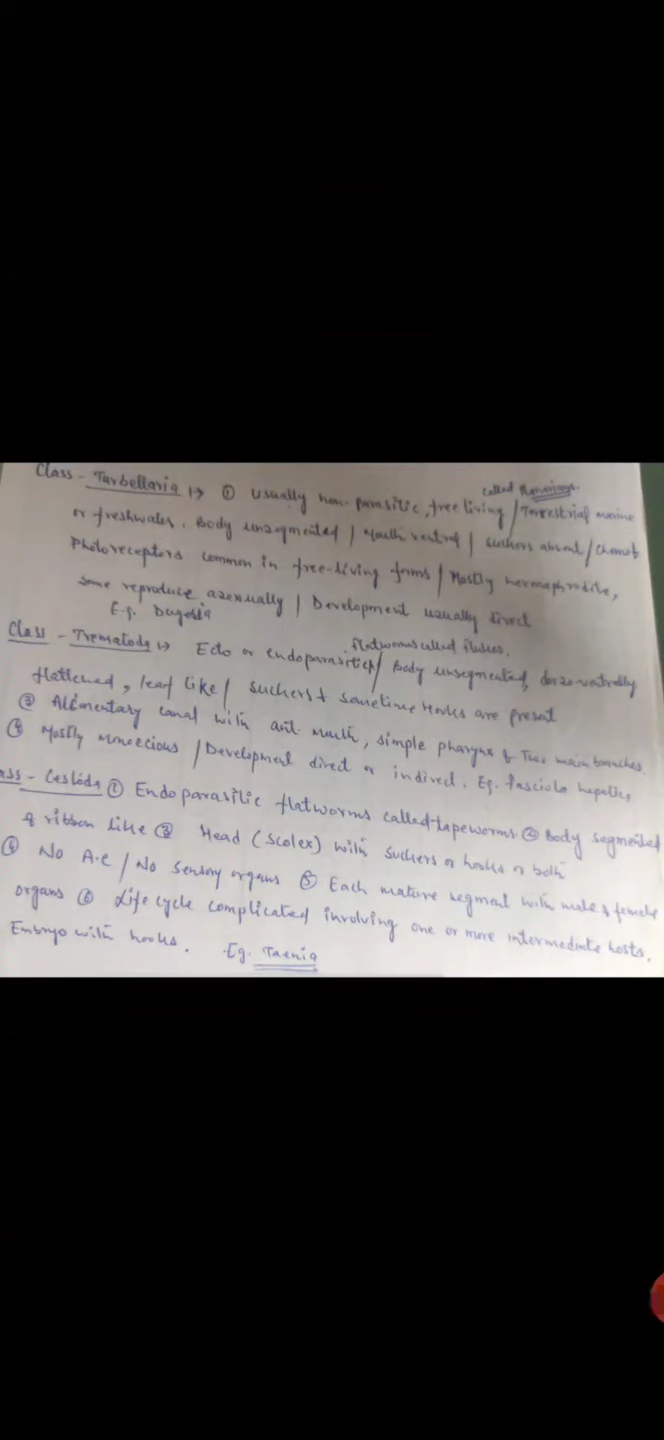 Class - Turbellaria :→ ① Usually non-parasitic, free living / Terrestrial marine
called Planarians.
or freshwater. Body unsegmented / Mouth ventral / Suckers absent / Chemo &
Photoreceptors common in free-living forms / Mostly hermaphrodite,
Some reproduce asexually / Development usually direct
E.g. Dugesia
Class - Trematoda :→ Ecto or endoparasitic / Body unsegmented, dorso-ventrally
flatworms called flukes.
flattened, leaf like / suckers & sometime Hooks are present
③ Alimentary canal with ant. mouth, simple pharynx & Two main branches.
④ Mostly monoecious / Development direct or indirect. Eg. fasciola hepatica
ass - Cestoda ① Endoparasitic flatworms called tapeworms ② Body segmented
& ribbon like ③ Head (Scolex) with suckers or hooks or both
④ No A.C / No Sensory organs ⑤ Each mature segment with male & female
organs ⑥ Life cycle complicated involving one or more intermediate hosts.
Embryo with hooks. Eg. Taenia